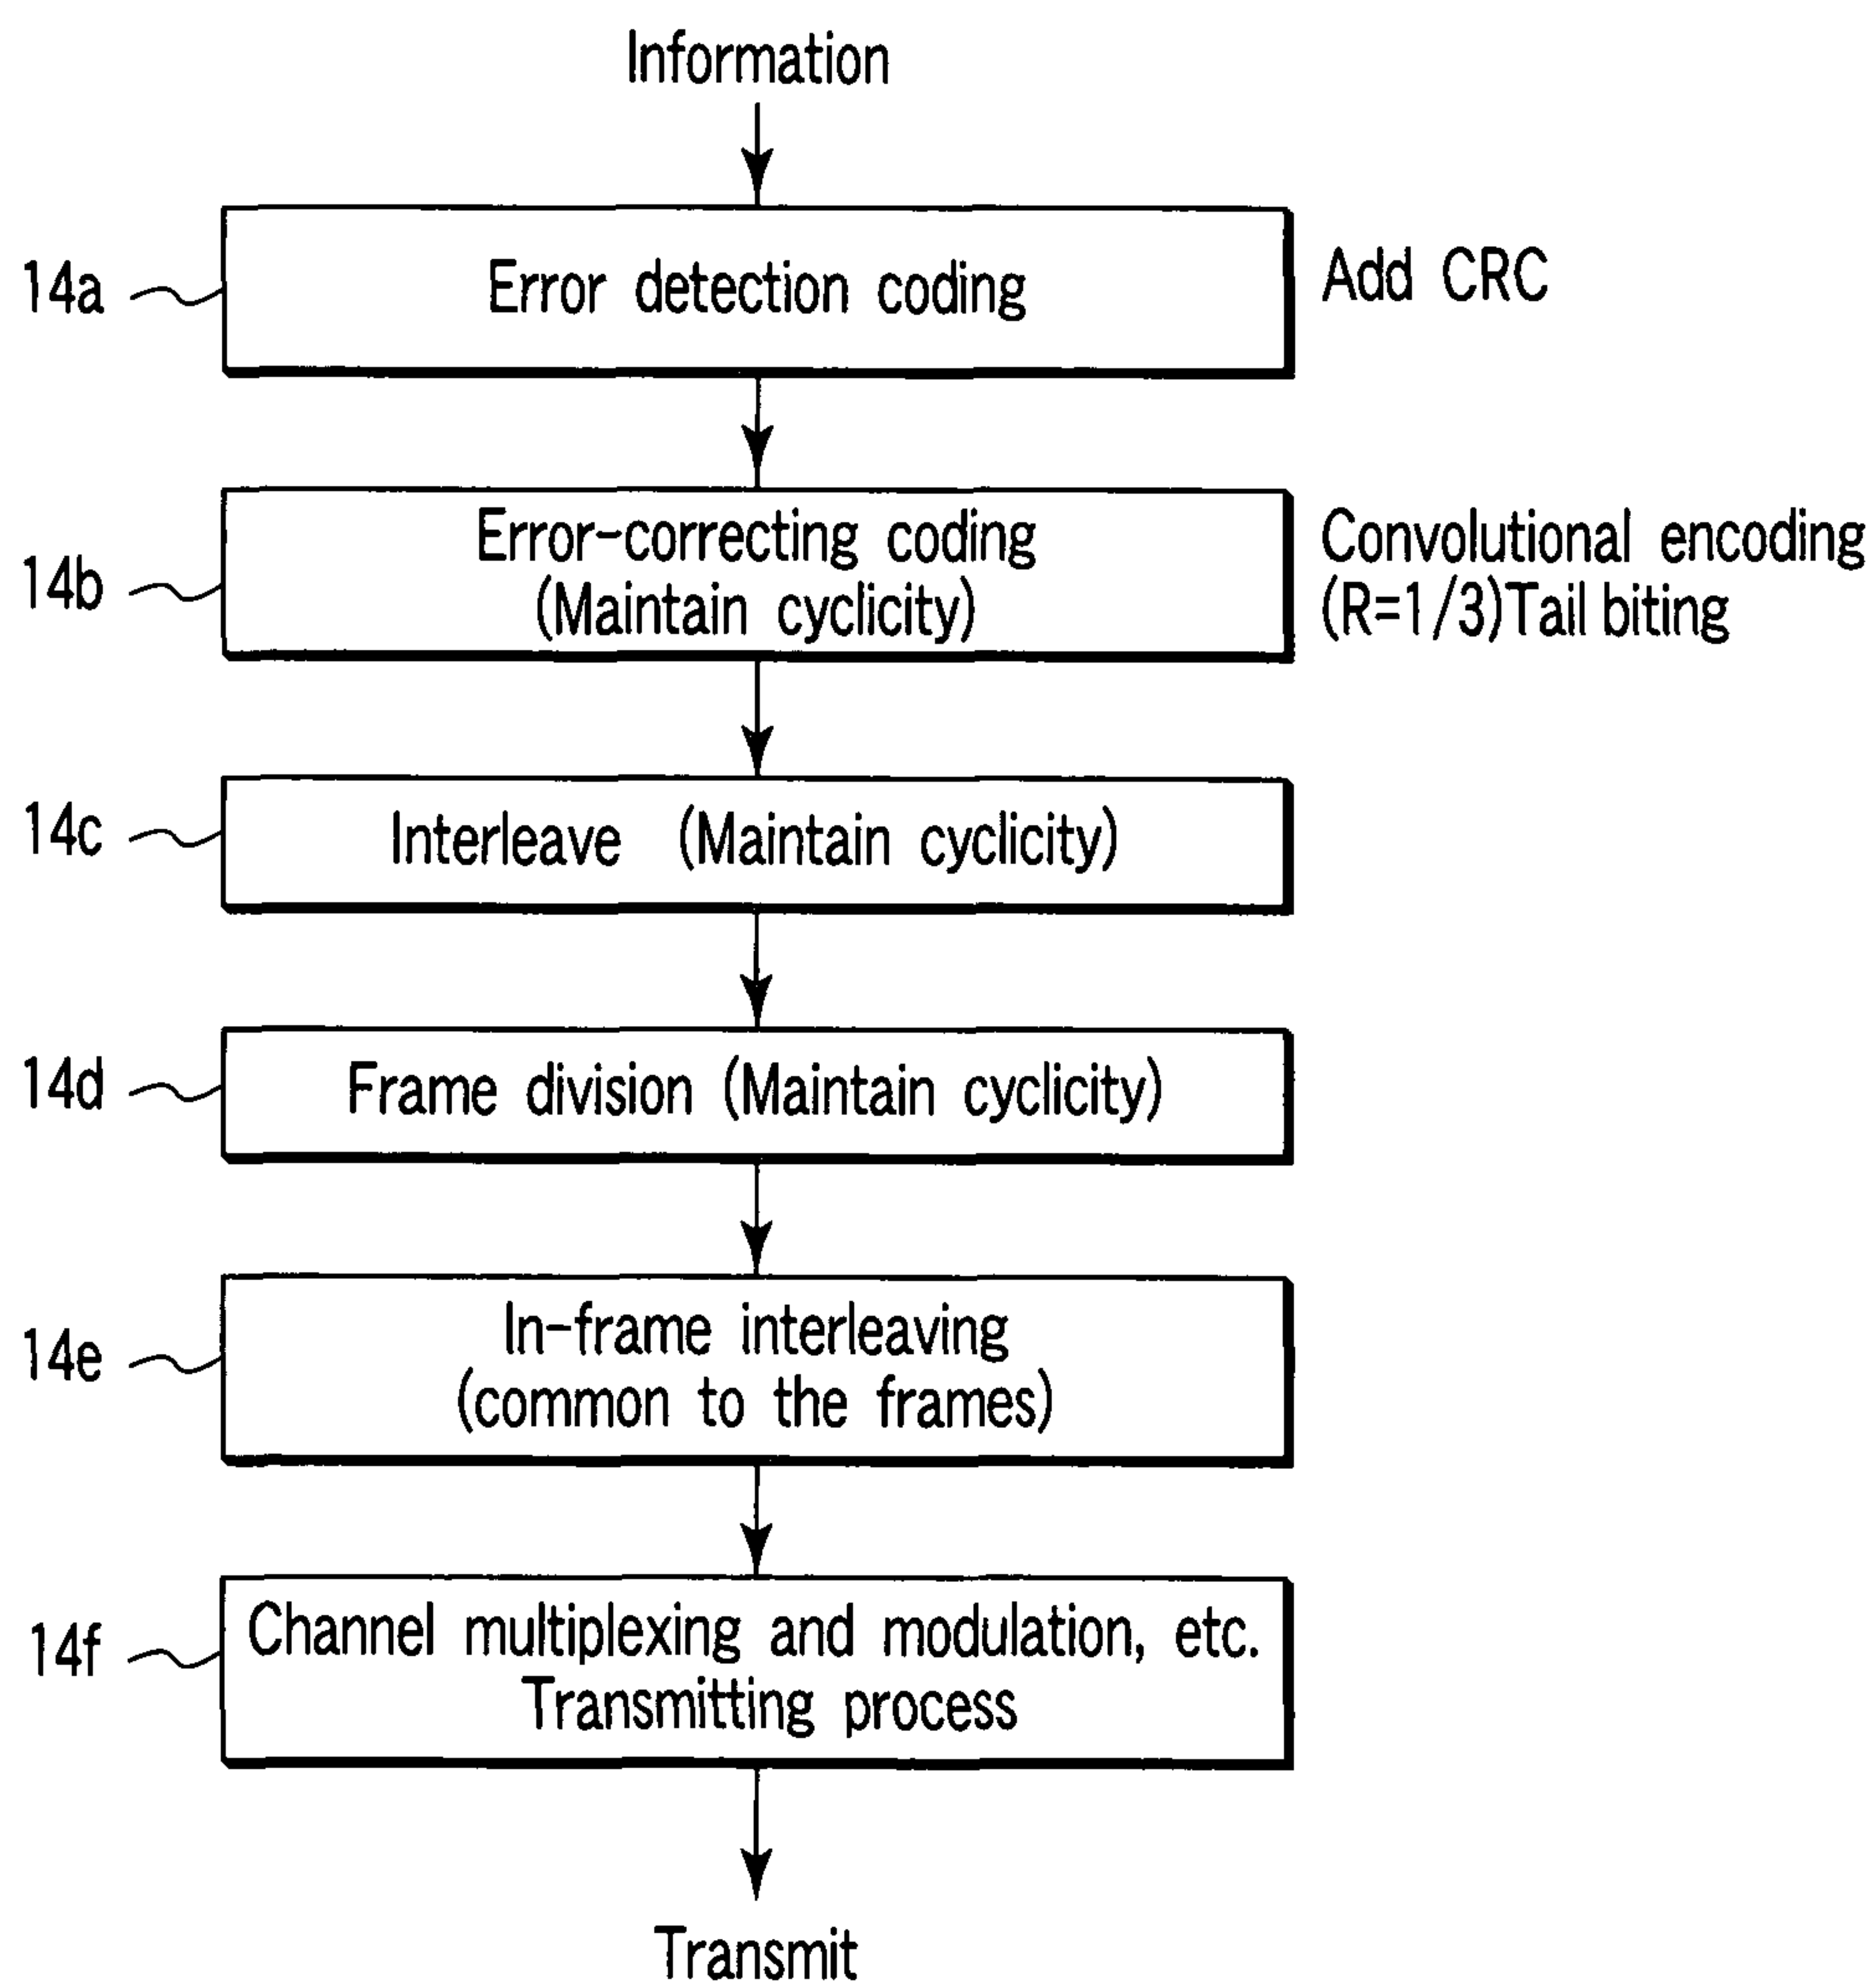 Information
14a
Error detection coding
Add CRC
14b
Error-correcting coding
(Maintain cyclicity)
Convolutional encoding
(R=1/3)Tail biting
14c
Interleave (Maintain cyclicity)
14d
Frame division (Maintain cyclicity)
14e
In-frame interleaving
(common to the frames)
14f
Channel multiplexing and modulation, etc.
Transmitting process
Transmit